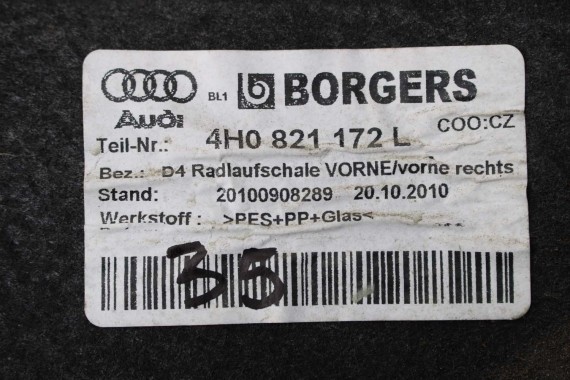 BL1 BORGERS
Audi COO:CZ
Teil-Nr.: 4H0 821 172 L
Bez.: D4 Radlaufschale VORNE/vorne rechts
Stand: 20100908289 20.10.2010
Werkstoff : >PES+PP+Glas<
35